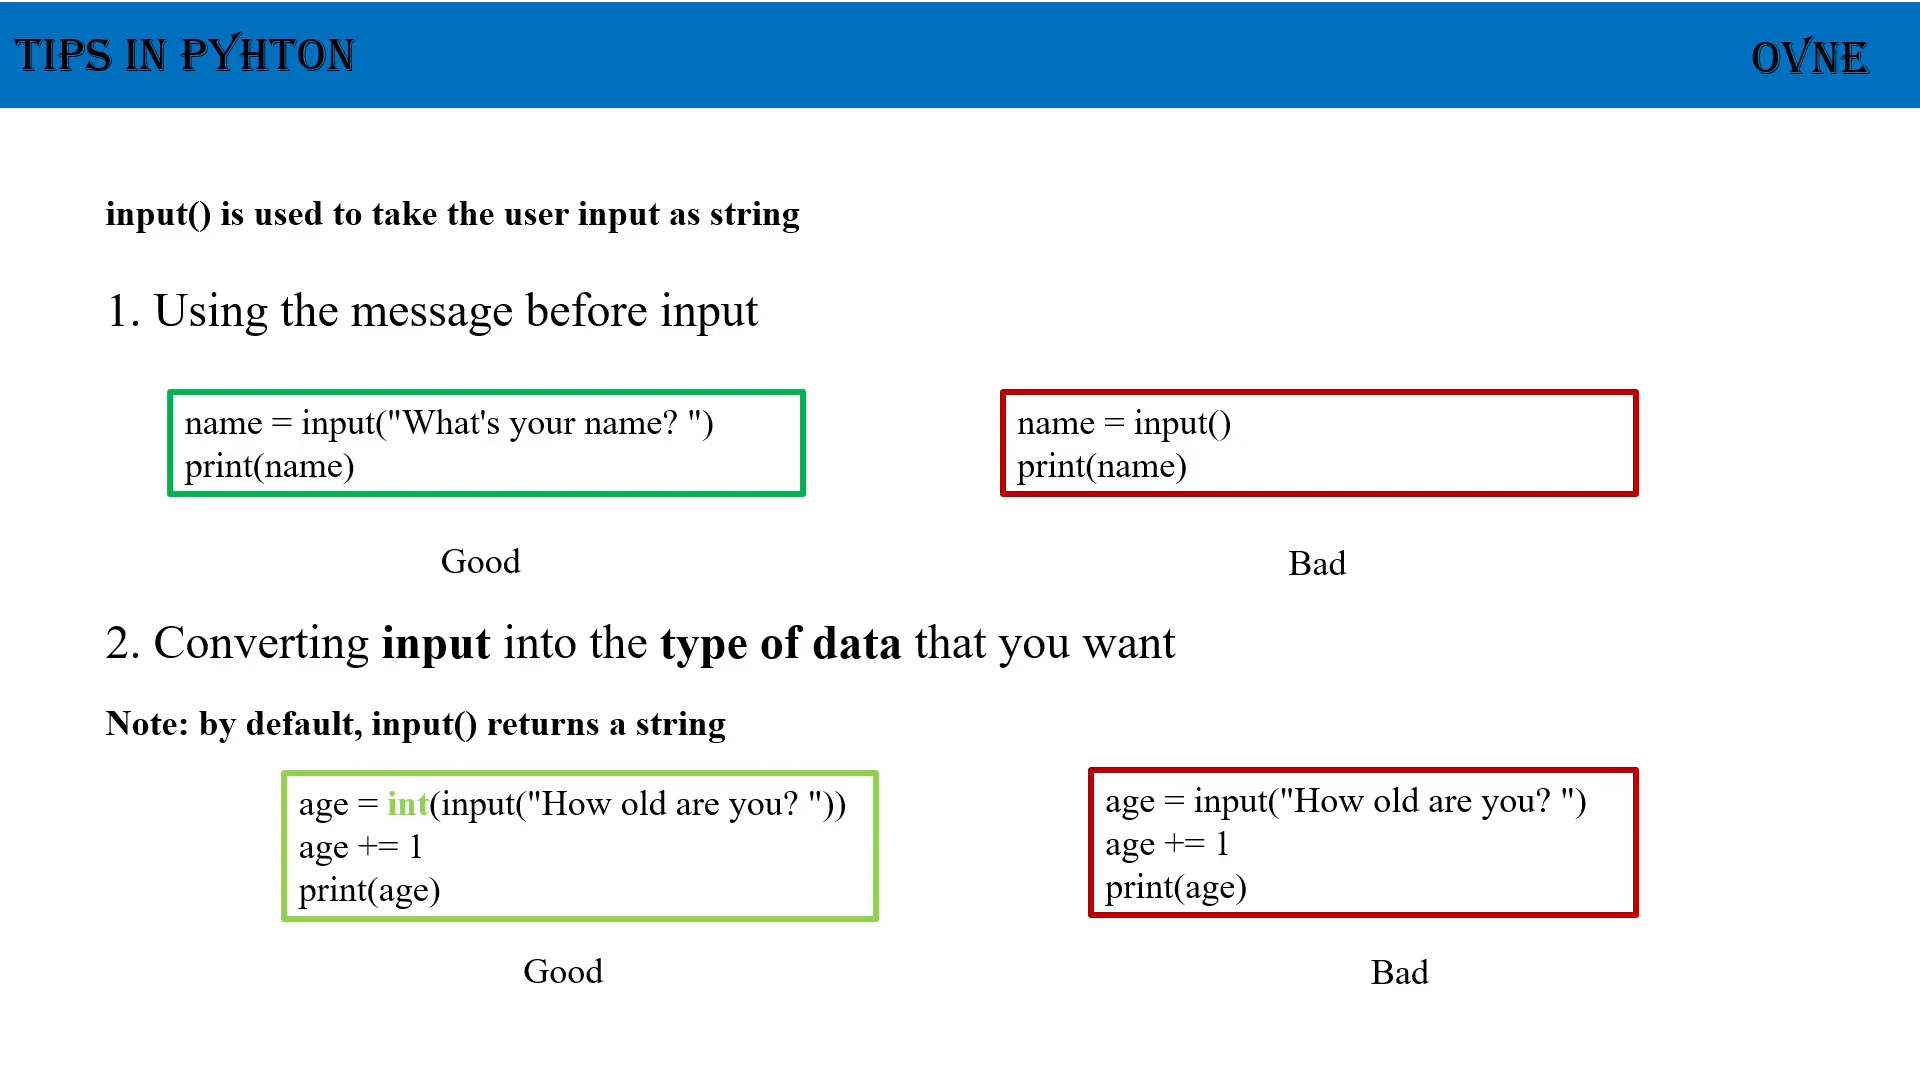 TIPS IN PYHTON
OVNE
input() is used to take the user input as string
1. Using the message before input
name = input("What's your name? ")
print(name)
name = input()
print(name)
Good
Bad
2. Converting input into the type of data that you want
Note: by default, input() returns a string
age = int(input("How old are you? "))
age += 1
print(age)
age = input("How old are you? ")
age += 1
print(age)
Good
Bad